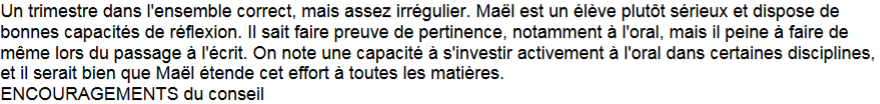 Un trimestre dans l'ensemble correct, mais assez irrégulier. Maël est un élève plutôt sérieux et dispose de
bonnes capacités de réflexion. Il sait faire preuve de pertinence, notamment à l'oral, mais il peine à faire de
même lors du passage à l'écrit. On note une capacité à s'investir activement à l'oral dans certaines disciplines,
et il serait bien que Maël étende cet effort à toutes les matières.
ENCOURAGEMENTS du conseil